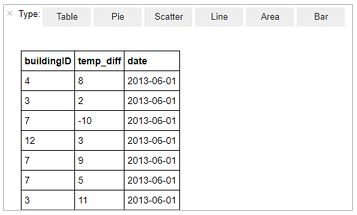 × Type: Table Pie Scatter Line Area Bar
buildingID temp_diff date
4 8 2013-06-01
3 2 2013-06-01
7 -10 2013-06-01
12 3 2013-06-01
7 9 2013-06-01
7 5 2013-06-01
3 11 2013-06-01